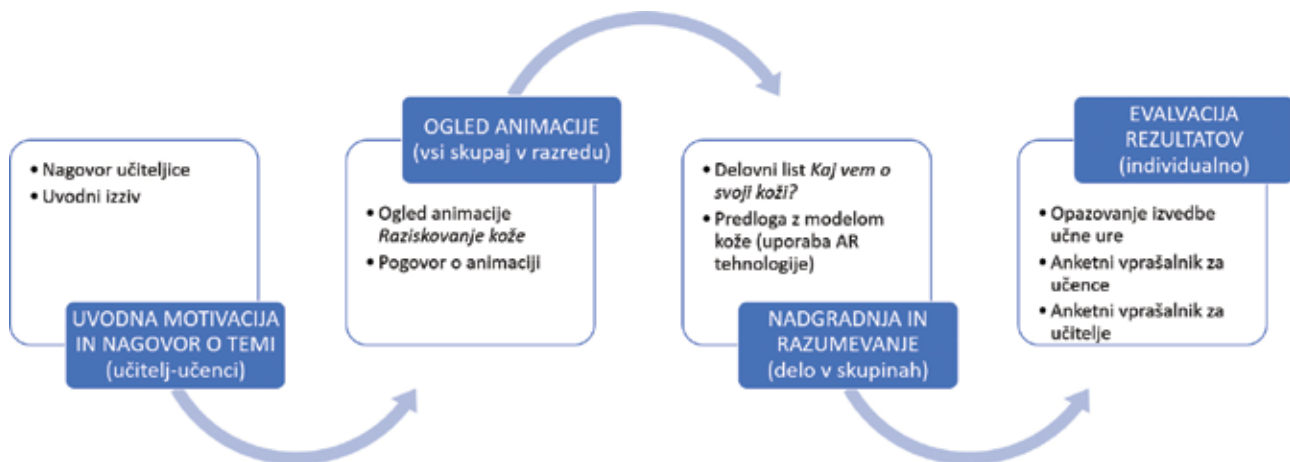 • Nagovor učiteljice
• Uvodni izziv
UVODNA MOTIVACIJA
IN NAGOVOR O TEMI
(učitelj-učenci)
OGLED ANIMACIJE
(vsi skupaj v razredu)
• Ogled animacije
Raziskovanje kože
• Pogovor o animaciji
• Delovni list Kaj vem o
svoji koži?
• Predloga z modelom
kože (uporaba AR
tehnologije)
NADGRADNJA IN
RAZUMEVANJE
(delo v skupinah)
EVALVACIJA
REZULTATOV
(individualno)
• Opazovanje izvedbe
učne ure
• Anketni vprašalnik za
učence
• Anketni vprašalnik za
učitelje